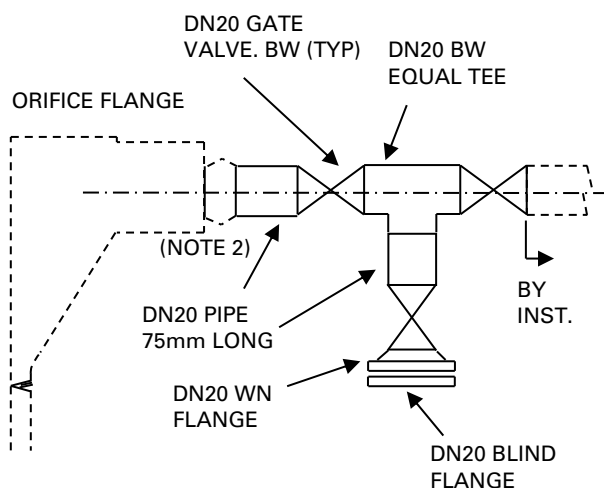 DN20 GATE
VALVE. BW (TYP)
DN20 BW
EQUAL TEE
ORIFICE FLANGE
(NOTE 2)
BY
INST.
DN20 PIPE
75mm LONG
DN20 WN
FLANGE
DN20 BLIND
FLANGE